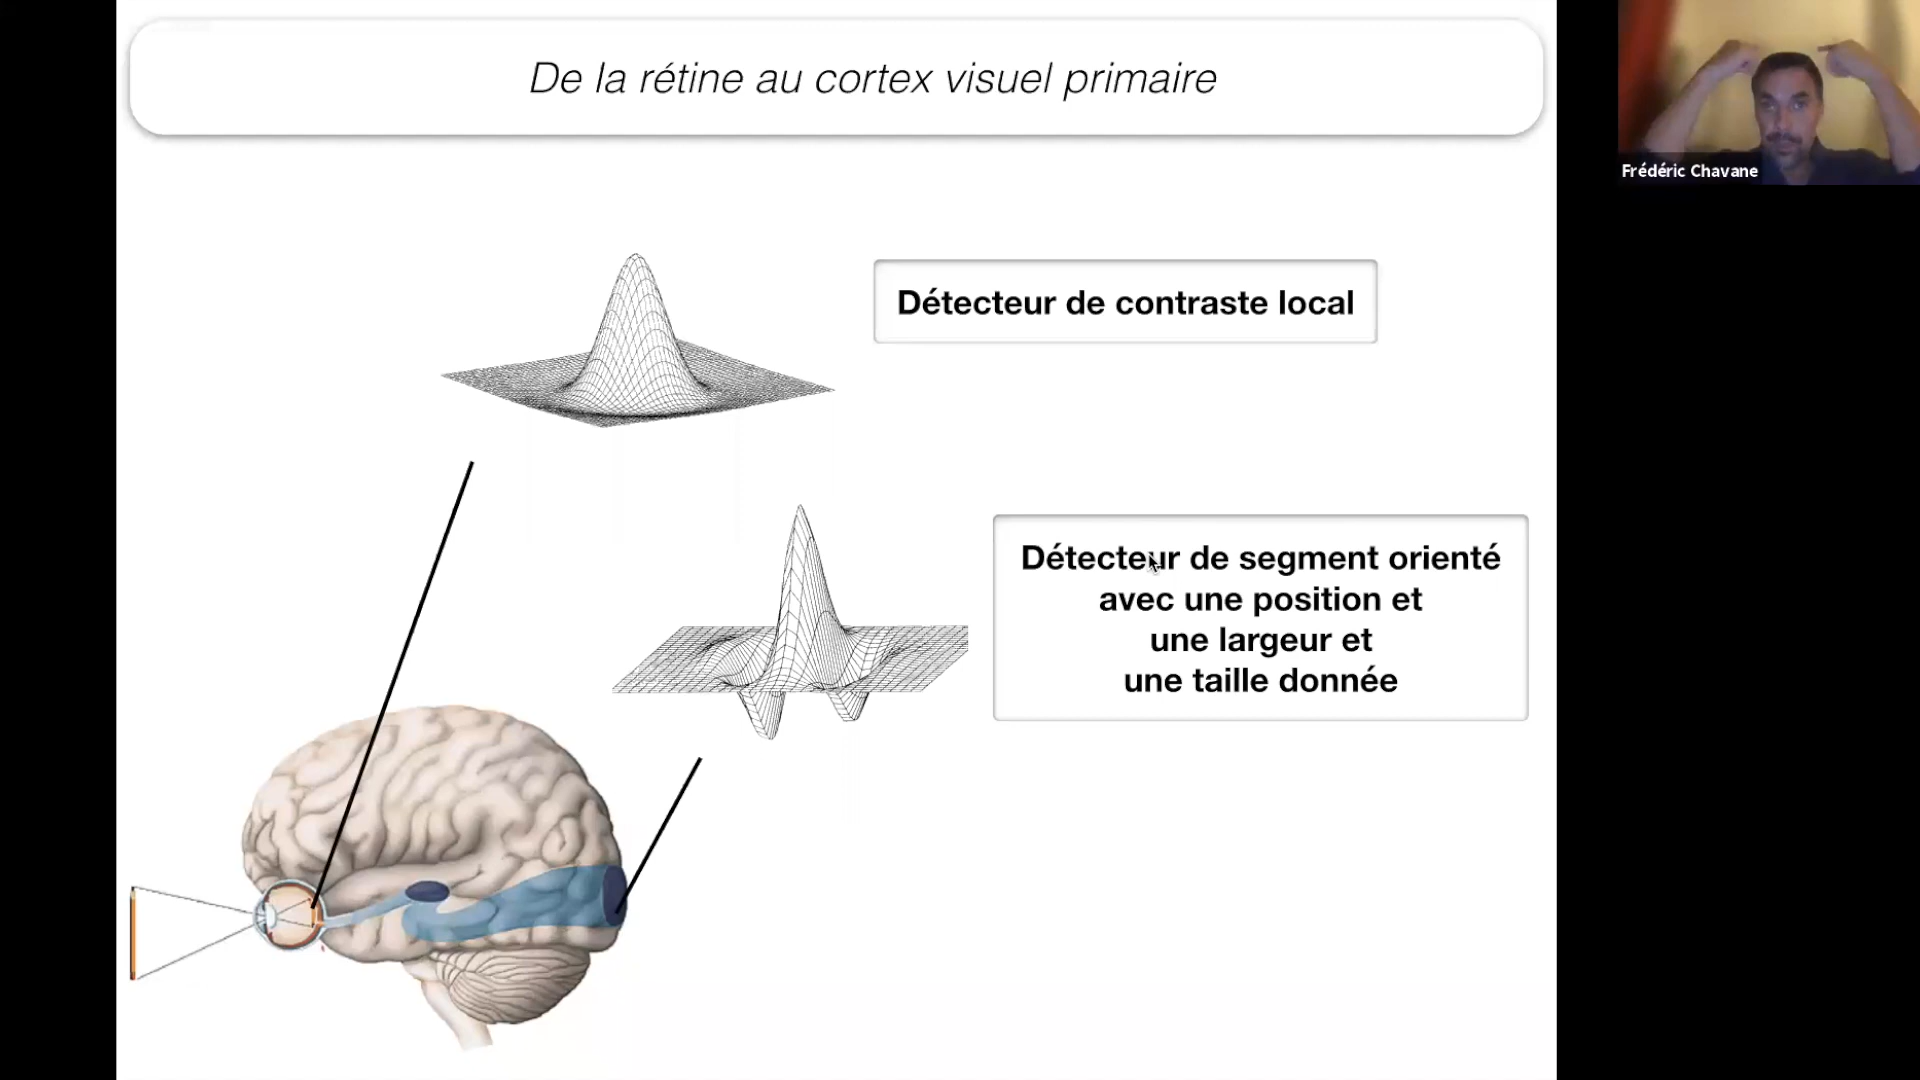 De la rétine au cortex visuel primaire
Frédéric Chavane
Détecteur de contraste local
Détecteur de segment orienté
avec une position et
une largeur et
une taille donnée